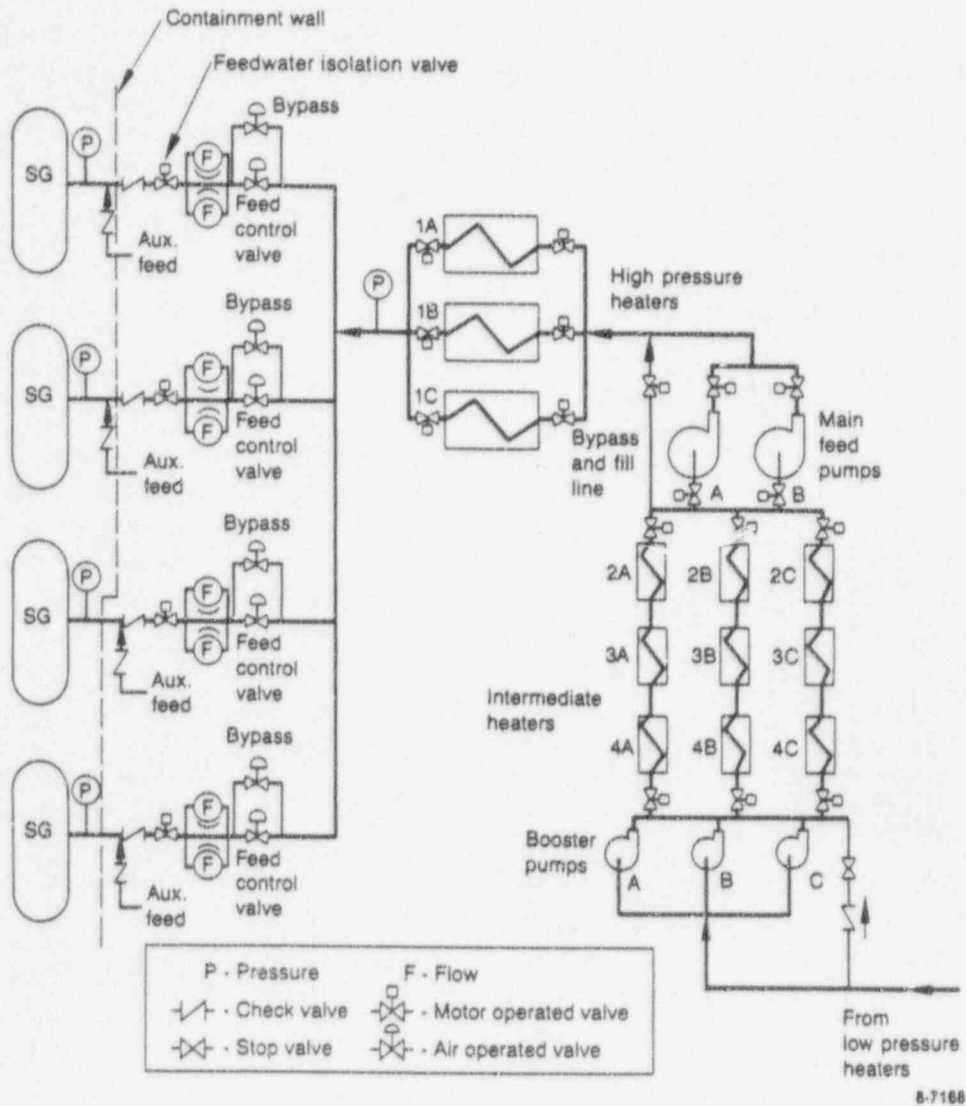 Containment wall
Feedwater isolation valve
Bypass
P
SG
F
F
Feed
control
valve
Aux.
feed
Bypass
P
SG
F
F
Feed
control
valve
Aux.
feed
Bypass
P
SG
F
F
Feed
control
valve
Aux.
feed
Bypass
P
SG
F
F
Feed
control
valve
Aux.
feed
P
1A
1B
1C
High pressure
heaters
Bypass
and fill
line
Main
feed
pumps
A
B
2A
2B
2C
3A
3B
3C
Intermediate
heaters
4A
4B
4C
Booster
pumps
A
B
C
From
low pressure
heaters
P - Pressure
F - Flow
- Check valve
- Motor operated valve
- Stop valve
- Air operated valve
8-7168